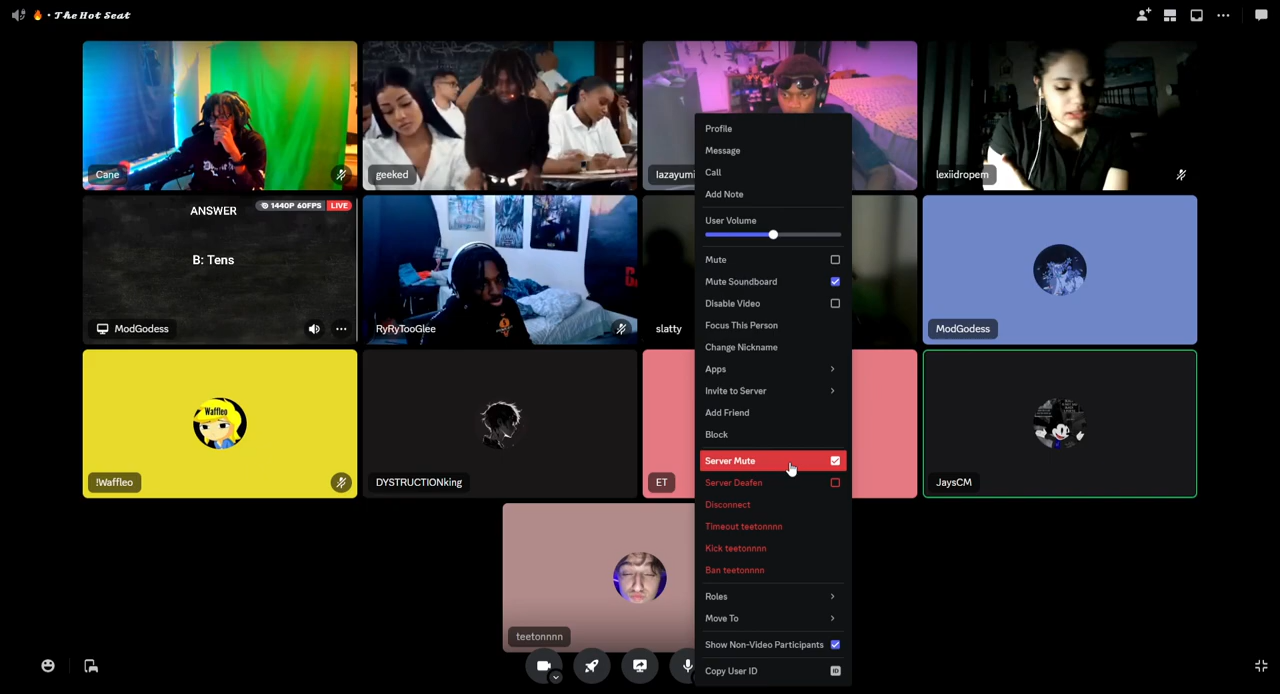 🔥 • The Hot Seat
Cane
geeked
lazayumi
lexiidropem
ANSWER
1440P 60FPS
LIVE
B: Tens
ModGodess
RyRyTooGlee
slatty
ModGodess
Waffleo
!Waffleo
DYSTRUCTIONking
ET
JaysCM
teetonnnn
Profile
Message
Call
Add Note
User Volume
Mute
Mute Soundboard
Disable Video
Focus This Person
Change Nickname
Apps
Invite to Server
Add Friend
Block
Server Mute
Server Deafen
Disconnect
Timeout teetonnnn
Kick teetonnnn
Ban teetonnnn
Roles
Move To
Show Non-Video Participants
Copy User ID
ID